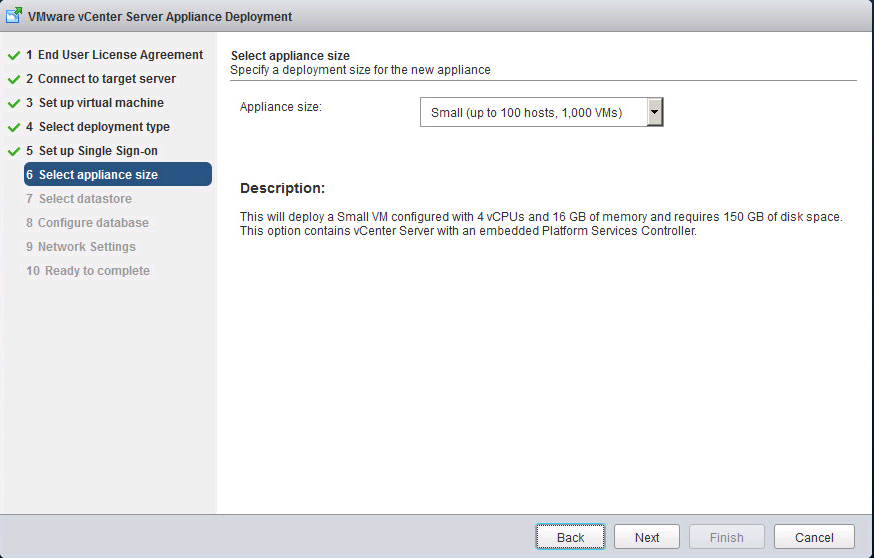 VMware vCenter Server Appliance Deployment
1 End User License Agreement
2 Connect to target server
3 Set up virtual machine
4 Select deployment type
5 Set up Single Sign-on
6 Select appliance size
7 Select datastore
8 Configure database
9 Network Settings
10 Ready to complete
Select appliance size
Specify a deployment size for the new appliance
Appliance size:
Small (up to 100 hosts, 1,000 VMs)
Description:
This will deploy a Small VM configured with 4 vCPUs and 16 GB of memory and requires 150 GB of disk space.
This option contains vCenter Server with an embedded Platform Services Controller.
Back
Next
Finish
Cancel